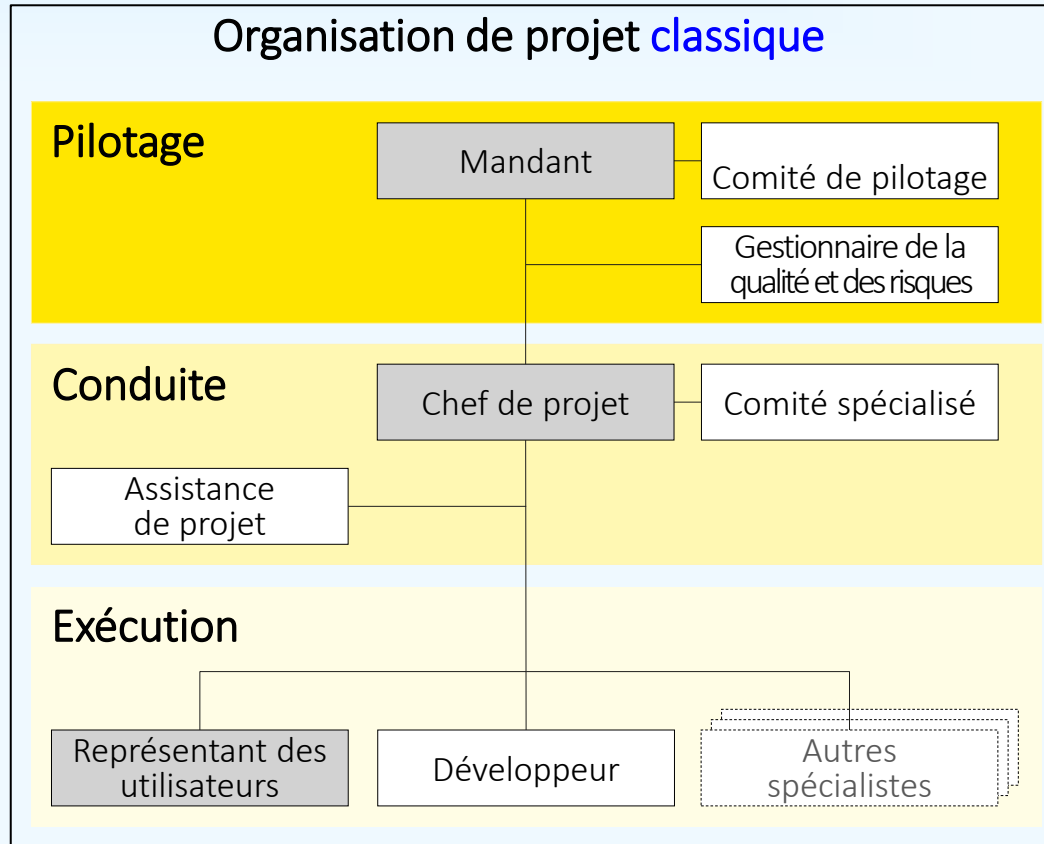 Organisation de projet classique
Pilotage
Mandant
Comité de pilotage
Gestionnaire de la
qualité et des risques
Conduite
Chef de projet
Comité spécialisé
Assistance
de projet
Exécution
Représentant des
utilisateurs
Développeur
Autres
spécialistes